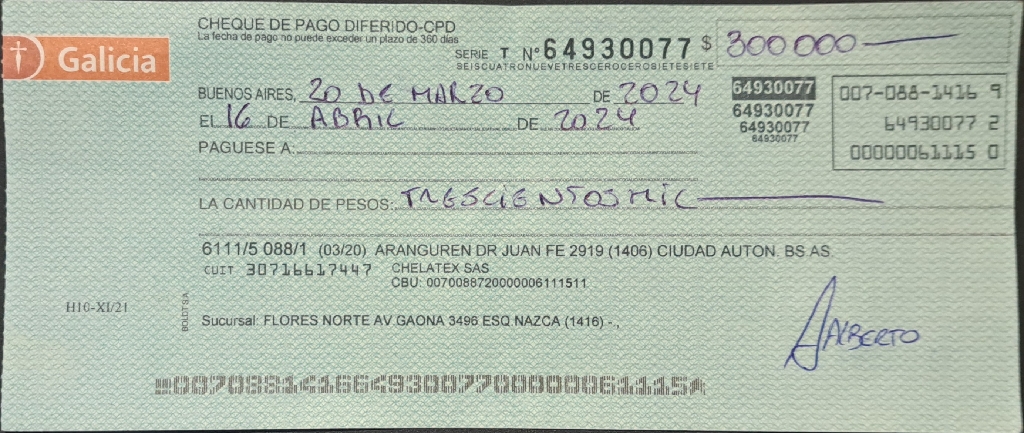 CHEQUE DE PAGO DIFERIDO-CPD
La fecha de pago no puede exceder un plazo de 360 días
Galicia
SERIE T N° 64930077 $ 300000
SEISCUATRONUEVETRESCEROCEROSIETESIETE
BUENOS AIRES, 20 DE MARZO DE 2024
EL 16 DE ABRIL DE 2024
64930077
64930077
64930077
64930077
007-088-1416 9
64930077 2
00000061115 0
PAGUESE A:
LA CANTIDAD DE PESOS: TRESCIENTOS MIL
6111/5 088/1 (03/20) ARANGUREN DR JUAN FE 2919 (1406) CIUDAD AUTON. BS.AS.
CUIT 30716617447 CHELATEX SAS
CBU: 0070088720000006111511
H10-XI/21
BOLDT S.A
Sucursal: FLORES NORTE AV.GAONA 3496 ESQ.NAZCA (1416) -.,
ALBERTO
00708814166493007700000061115